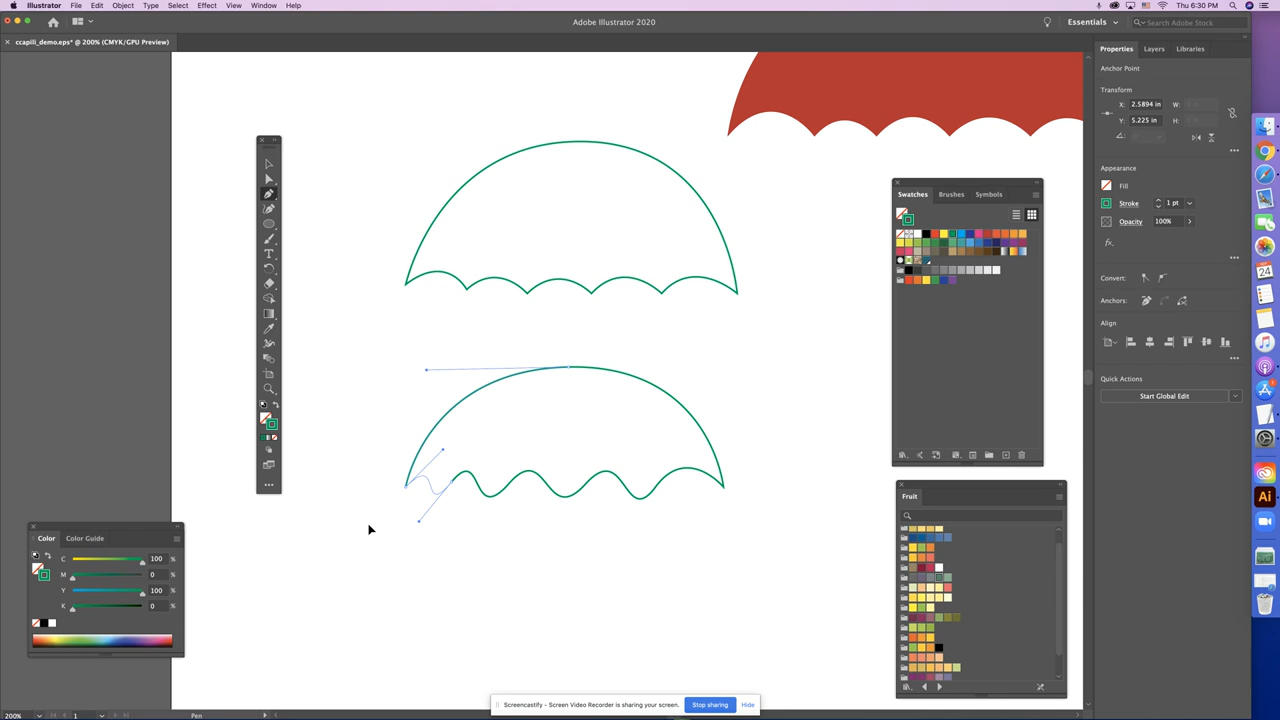 Illustrator File Edit Object Type Select Effect View Window Help
Thu 6:30 PM
Adobe Illustrator 2020
Essentials
Search Adobe Stock
× ccapili_demo.eps* @ 200% (CMYK/GPU Preview)
Properties Layers Libraries
Anchor Point
Transform
X: 2.5894 in W:
Y: 5.225 in H:
Appearance
Fill
Stroke 1 pt
Opacity 100%
fx.
Convert:
Anchors:
Align
Quick Actions
Start Global Edit
Swatches Brushes Symbols
Fruit
Color Color Guide
C 100 %
M 0 %
Y 100 %
K 0 %
T
24
Ai
Screencastify - Screen Video Recorder is sharing your screen. Stop sharing Hide
200% 1 Pen